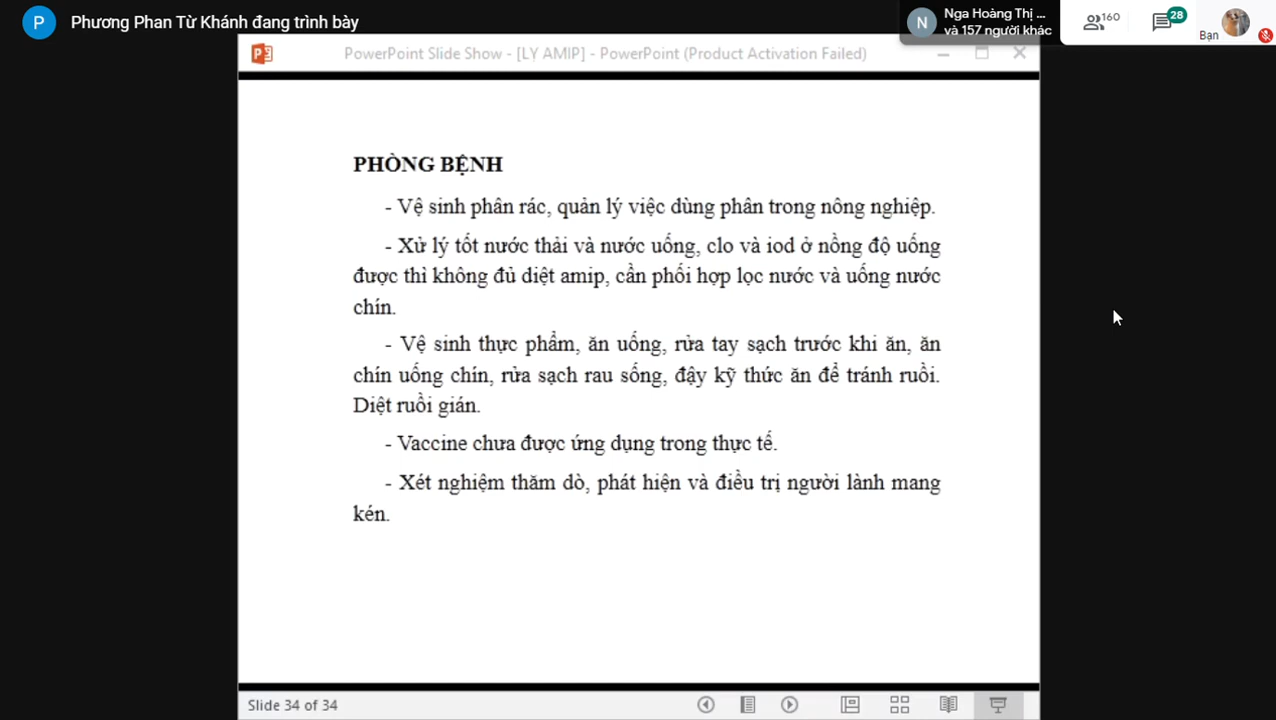 P
Phương Phan Từ Khánh đang trình bày
N
Nga Hoàng Thị ...
và 157 người khác
160
28
Bạn
PowerPoint Slide Show - [LỴ AMIP] - PowerPoint (Product Activation Failed)
PHÒNG BỆNH
- Vệ sinh phân rác, quản lý việc dùng phân trong nông nghiệp.
- Xử lý tốt nước thải và nước uống, clo và iod ở nồng độ uống
được thì không đủ diệt amip, cần phối hợp lọc nước và uống nước
chín.
- Vệ sinh thực phẩm, ăn uống, rửa tay sạch trước khi ăn, ăn
chín uống chín, rửa sạch rau sống, đậy kỹ thức ăn để tránh ruồi.
Diệt ruồi gián.
- Vaccine chưa được ứng dụng trong thực tế.
- Xét nghiệm thăm dò, phát hiện và điều trị người lành mang
kén.
Slide 34 of 34